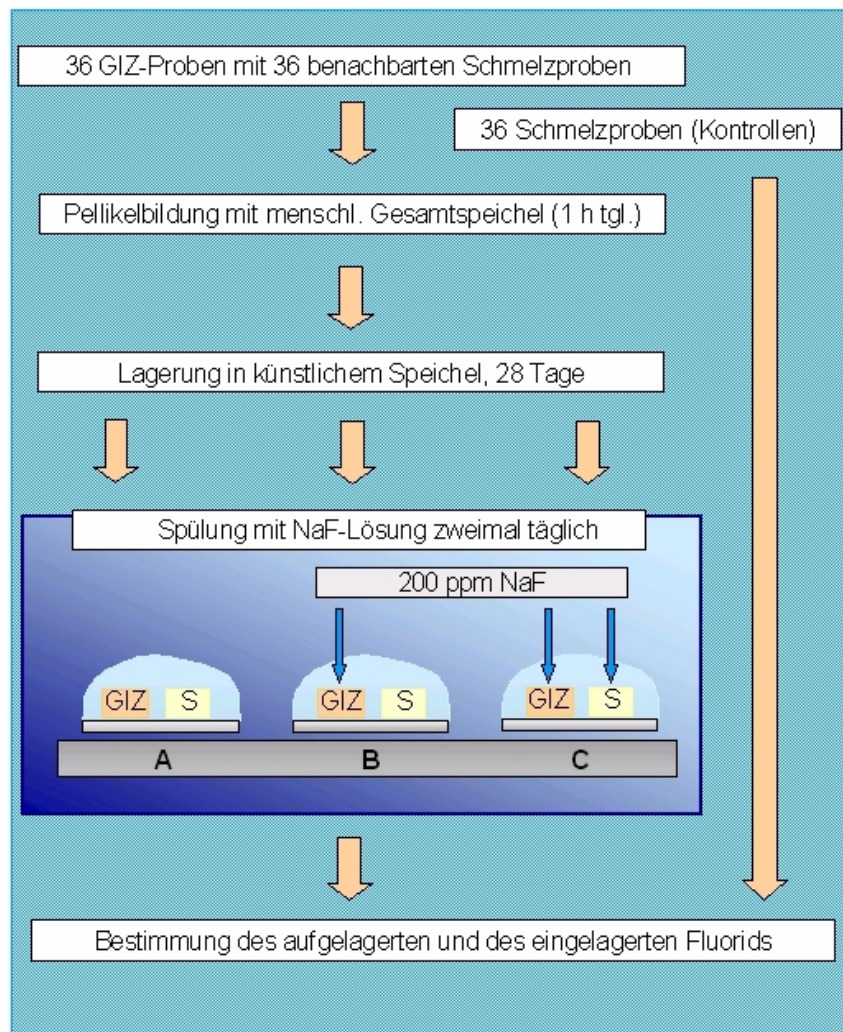 36 GIZ-Proben mit 36 benachbarten Schmelzproben
36 Schmelzproben (Kontrollen)
Pellikelbildung mit menschl. Gesamtspeichel (1 h tgl.)
Lagerung in künstlichem Speichel, 28 Tage
Spülung mit NaF-Lösung zweimal täglich
200 ppm NaF
GIZ S GIZ S GIZ S
A B C
Bestimmung des aufgelagerten und des eingelagerten Fluorids